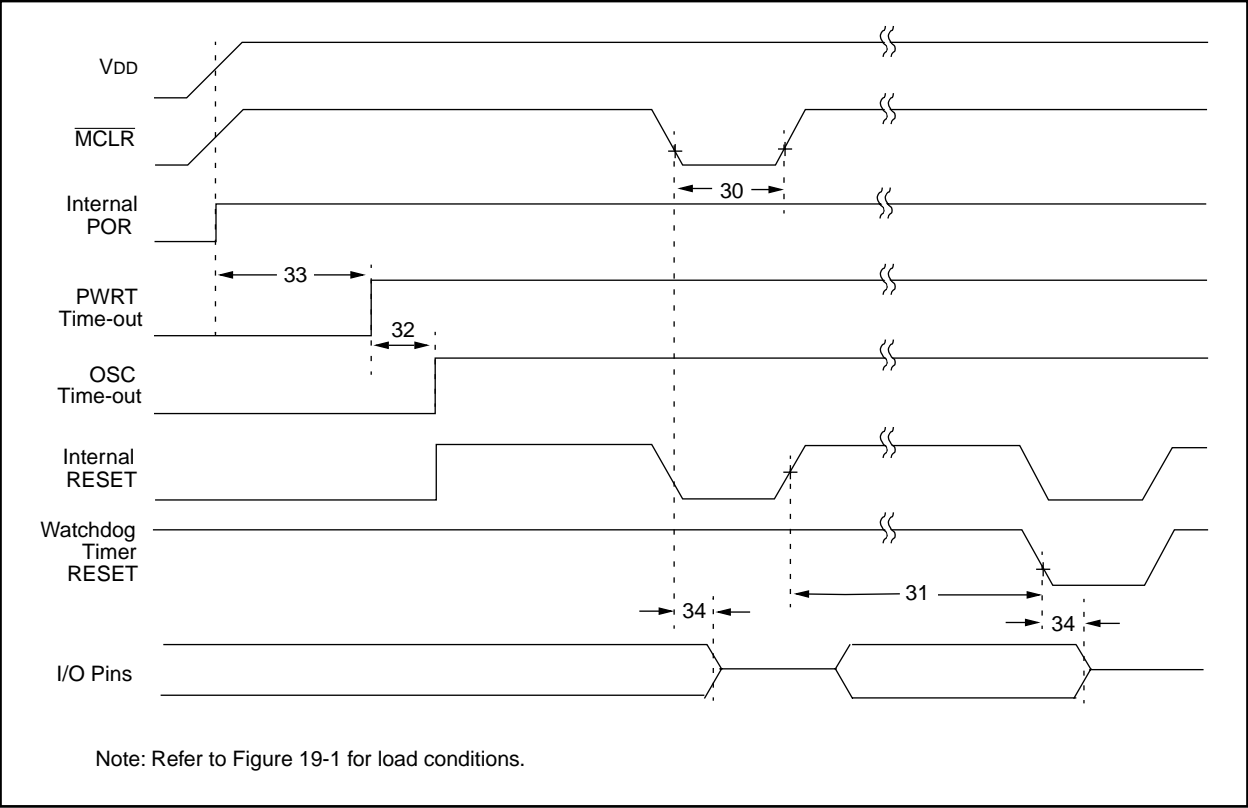 VDD
MCLR
30
Internal
POR
33
PWRT
Time-out
32
OSC
Time-out
Internal
RESET
Watchdog
Timer
RESET
31
34
34
I/O Pins
Note: Refer to Figure 19-1 for load conditions.